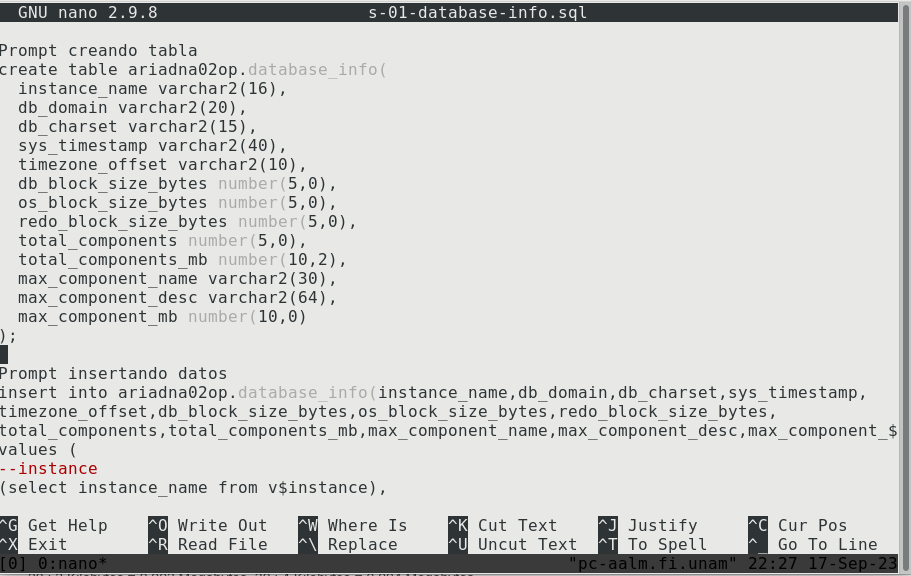 GNU nano 2.9.8 s-01-database-info.sql
Prompt creando tabla
create table ariadna02op.database_info(
instance_name varchar2(16),
db_domain varchar2(20),
db_charset varchar2(15),
sys_timestamp varchar2(40),
timezone_offset varchar2(10),
db_block_size_bytes number(5,0),
os_block_size_bytes number(5,0),
redo_block_size_bytes number(5,0),
total_components number(5,0),
total_components_mb number(10,2),
max_component_name varchar2(30),
max_component_desc varchar2(64),
max_component_mb number(10,0)
);
Prompt insertando datos
insert into ariadna02op.database_info(instance_name,db_domain,db_charset,sys_timestamp,
timezone_offset,db_block_size_bytes,os_block_size_bytes,redo_block_size_bytes,
total_components,total_components_mb,max_component_name,max_component_desc,max_component_$
values (
--instance
(select instance_name from v$instance),
^G Get Help ^O Write Out ^W Where Is ^K Cut Text ^J Justify ^C Cur Pos
^X Exit ^R Read File ^\ Replace ^U Uncut Text ^T To Spell ^_ Go To Line
[0] 0:nano* "pc-aalm.fi.unam" 22:27 17-Sep-23